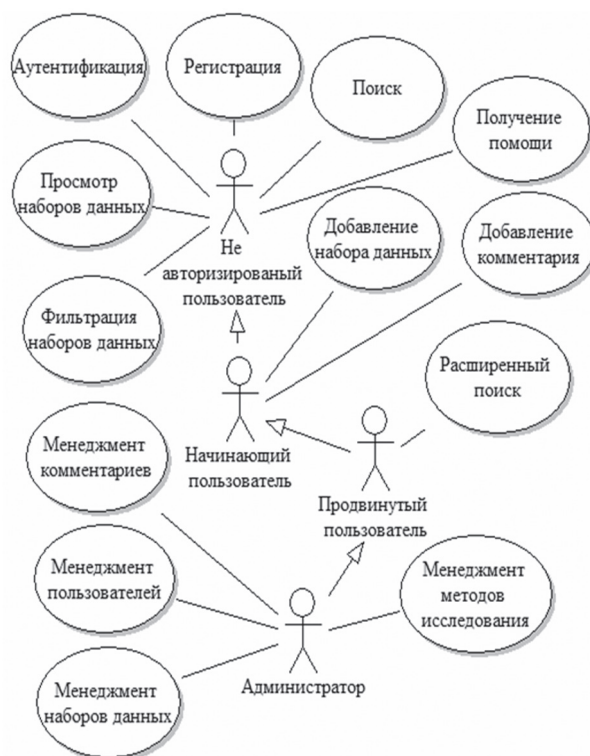 Аутентификация
Регистрация
Поиск
Получение
помощи
Просмотр
наборов данных
Не
авторизированый
пользователь
Добавление
набора данных
Добавление
комментария
Фильтрация
наборов данных
Расширенный
поиск
Начинающий
пользователь
Менеджмент
комментариев
Продвинутый
пользователь
Менеджмент
пользователей
Менеджмент
методов
исследования
Администратор
Менеджмент
наборов данных